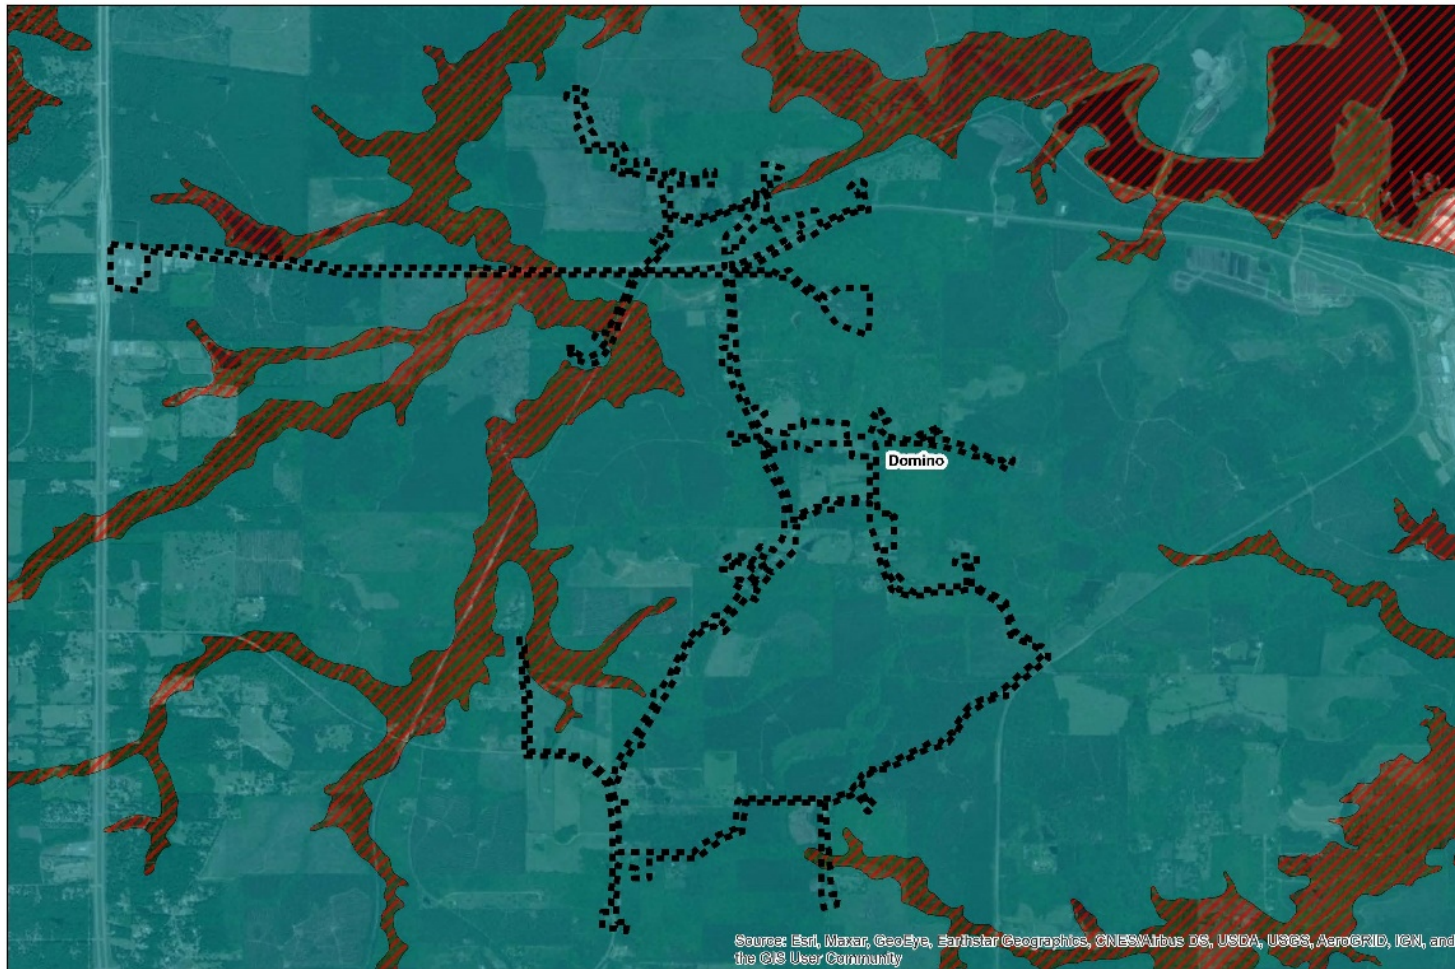 Domino
Source: Esri, Maxar, GeoEye, Earthstar Geographics, CNES/Airbus DS, USDA, USGS, AeroGRID, IGN, and
the GIS User Community